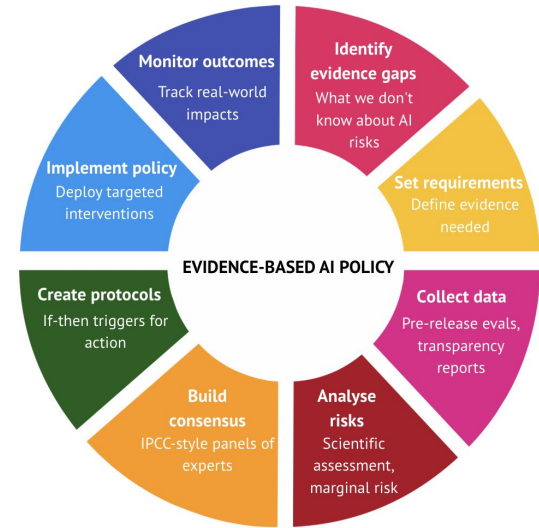 Identify
evidence gaps
What we don't
know about AI
risks
Set requirements
Define evidence
needed
Collect data
Pre-release evals,
transparency
reports
Analyse
risks
Scientific
assessment,
marginal risk
Build
consensus
IPCC-style panels of
experts
Create protocols
If-then triggers for
action
Implement policy
Deploy targeted
interventions
Monitor outcomes
Track real-world
impacts
EVIDENCE-BASED AI POLICY